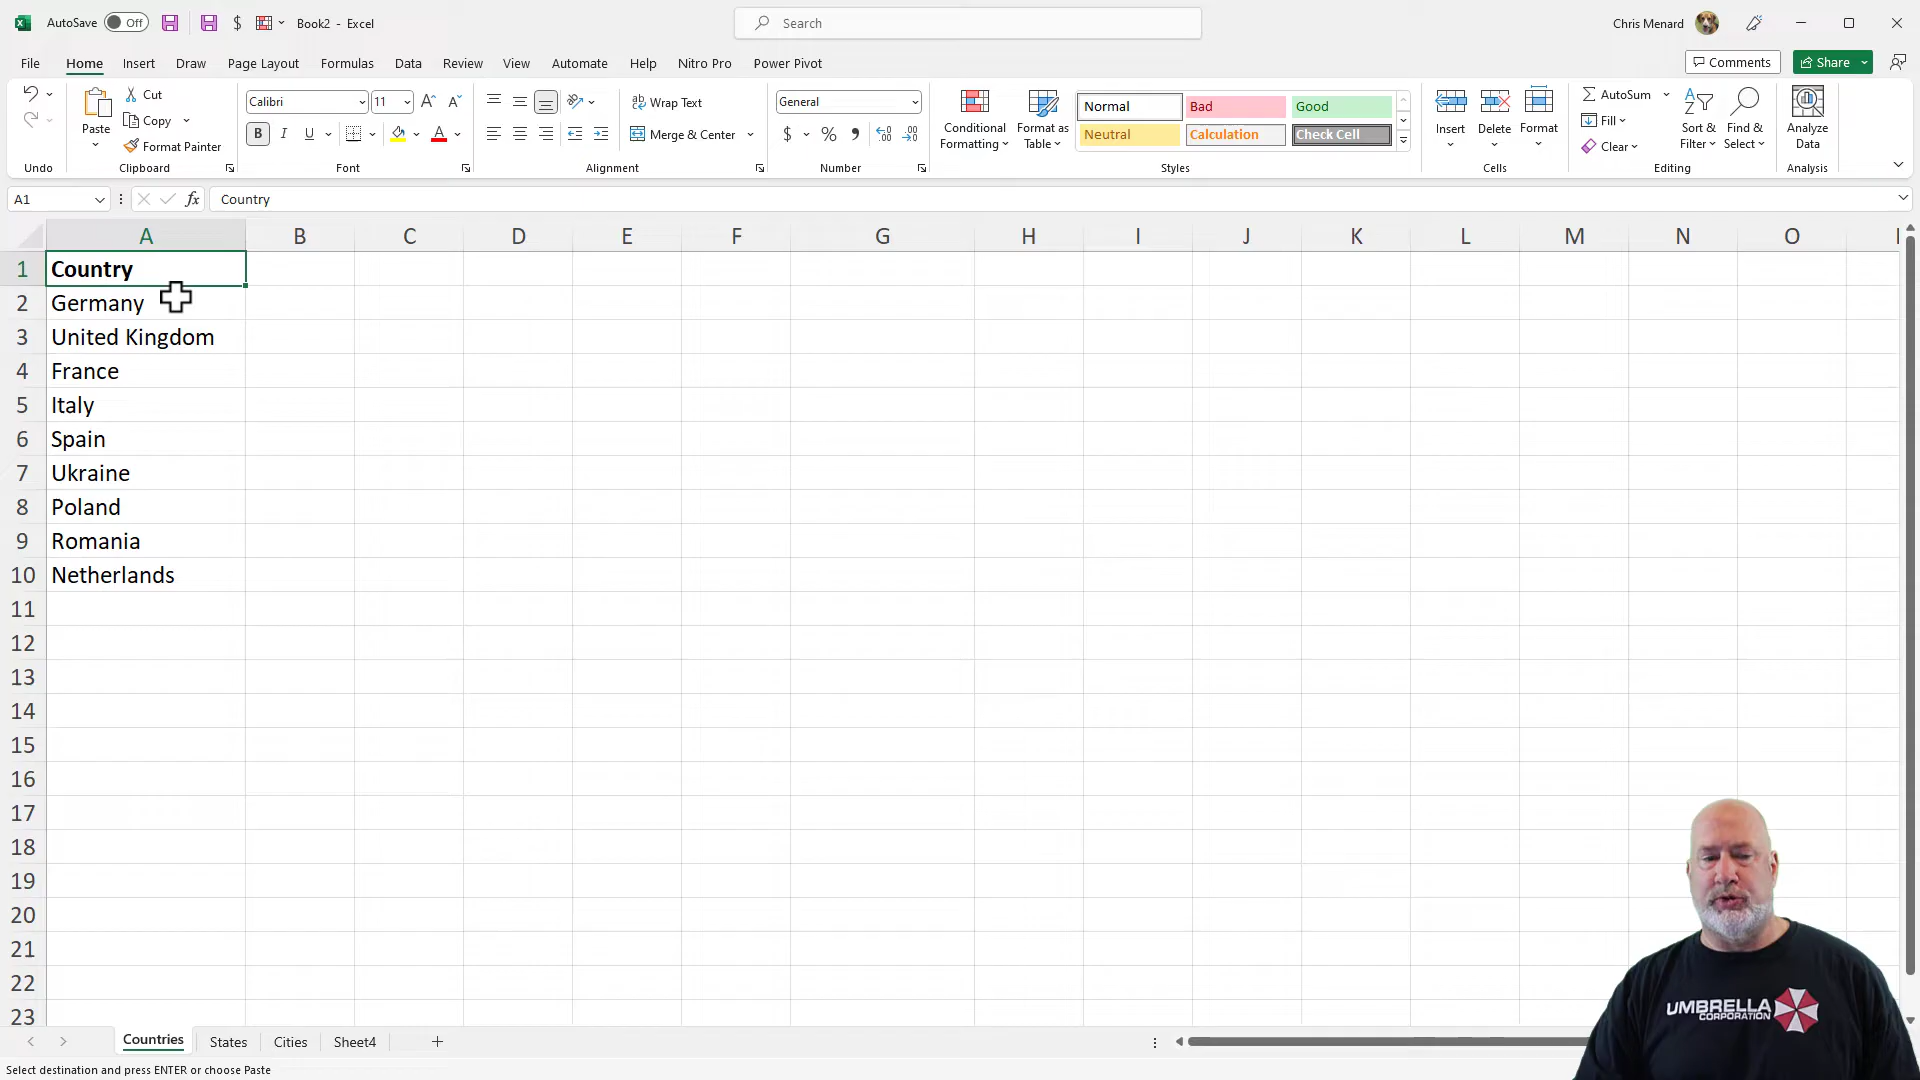 AutoSave Off $ Book2 - Excel Search Chris Menard
File Home Insert Draw Page Layout Formulas Data Review View Automate Help Nitro Pro Power Pivot Comments Share
Cut
Copy
Format Painter
Paste
Undo Clipboard
Calibri 11 A A
B I U A
Font
ab Wrap Text
Merge & Center
Alignment
General
$ % ,
Number
Conditional
Formatting
Format as
Table
Normal Bad Good
Neutral Calculation Check Cell
Styles
Insert Delete Format
Cells
AutoSum
Fill
Clear
Sort &
Filter
Find &
Select
Editing
Analyze
Data
Analysis
A1 fx Country
A B C D E F G H I J K L M N O
1 Country
2 Germany
3 United Kingdom
4 France
5 Italy
6 Spain
7 Ukraine
8 Poland
9 Romania
10 Netherlands
11
12
13
14
15
16
17
18
19
20
21
22
23
Countries States Cities Sheet4
Select destination and press ENTER or choose Paste
UMBRELLA
CORPORATION